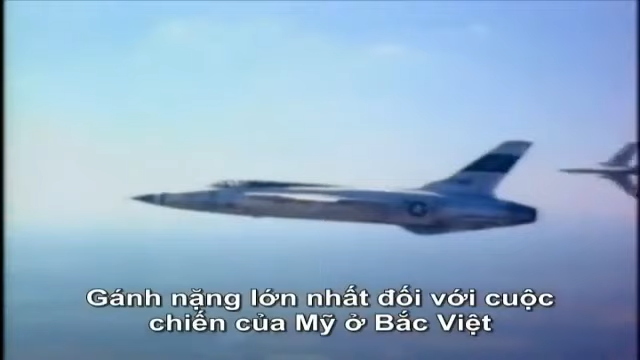 Gánh nặng lớn nhất đối với cuộc
chiến của Mỹ ở Bắc Việt